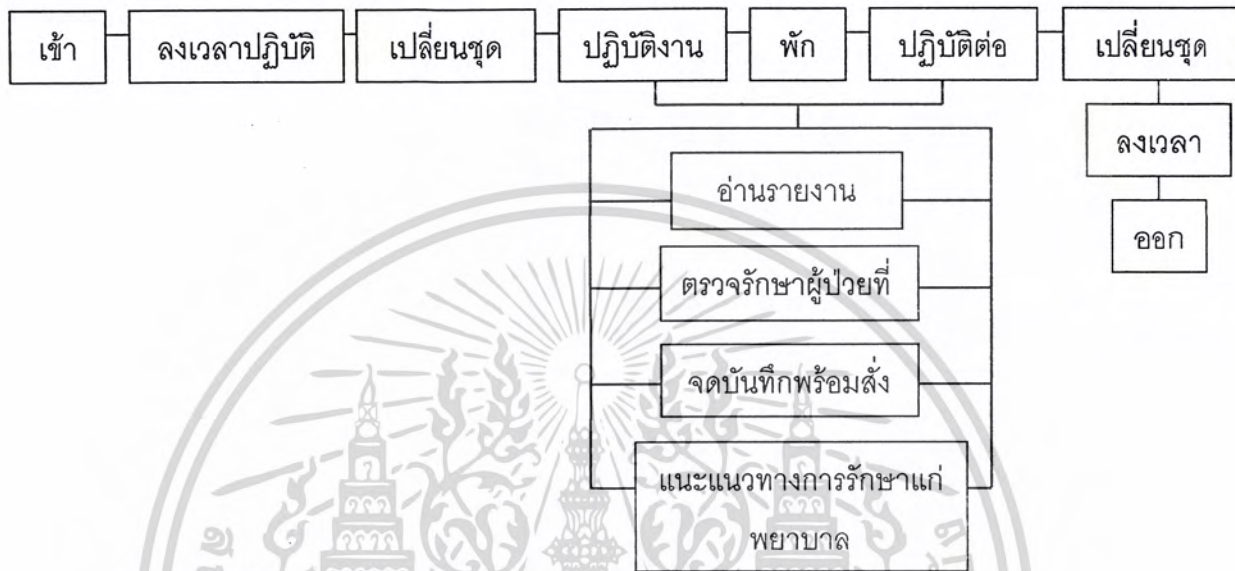 เข้า
ลงเวลาปฏิบัติ
เปลี่ยนชุด
ปฏิบัติงาน
พัก
ปฏิบัติต่อ
เปลี่ยนชุด
ลงเวลา
ออก
อ่านรายงาน
ตรวจรักษาผู้ป่วยที่
จดบันทึกพร้อมสั่ง
แนะแนวทางการรักษาแก่
พยาบาล